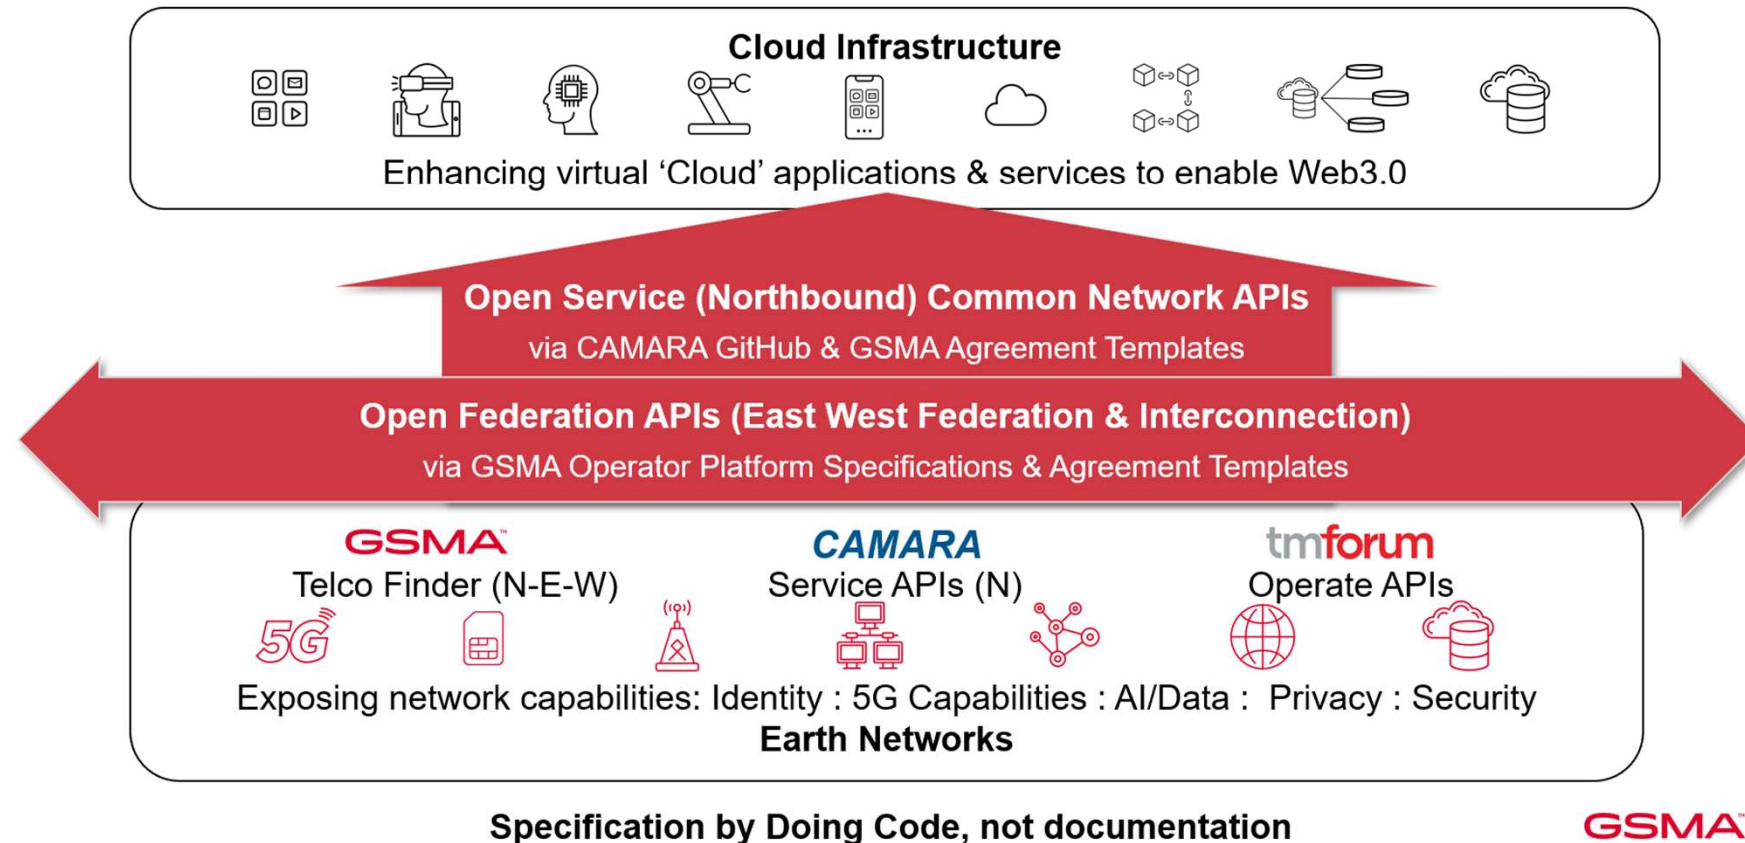 Cloud Infrastructure
Enhancing virtual ‘Cloud’ applications & services to enable Web3.0
Open Service (Northbound) Common Network APIs
via CAMARA GitHub & GSMA Agreement Templates
Open Federation APIs (East West Federation & Interconnection)
via GSMA Operator Platform Specifications & Agreement Templates
GSMA™ CAMARA tmforum
Telco Finder (N-E-W) Service APIs (N) Operate APIs
5G
Exposing network capabilities: Identity : 5G Capabilities : AI/Data : Privacy : Security
Earth Networks
Specification by Doing Code, not documentation
GSMA™